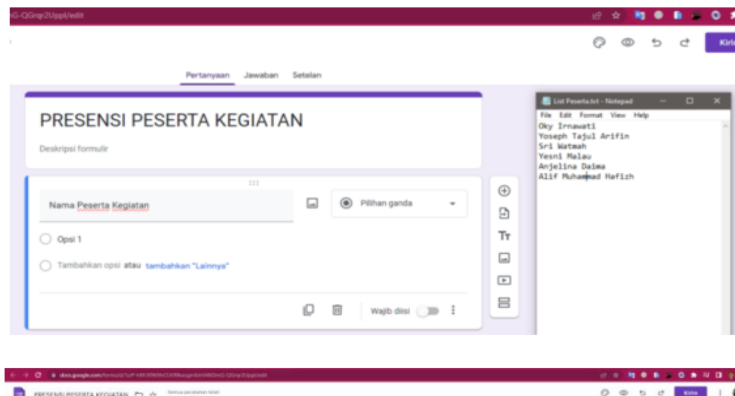 G-QGnqr2Uppl/edit
Kirim
Pertanyaan Jawaban Setelan
PRESENSI PESERTA KEGIATAN
Deskripsi formulir
Nama Peserta Kegiatan
Pilihan ganda
Opsi 1
Tambahkan opsi atau tambahkan "Lainnya"
Wajib diisi
List Peserta.txt - Notepad
File Edit Format View Help
Oky Irnawati
Yoseph Tajul Arifin
Sri Watmah
Yesni Malau
Anjelina Daima
Alif Muhammad Hafizh
PRESENSI PESERTA KEGIATAN
Kirim